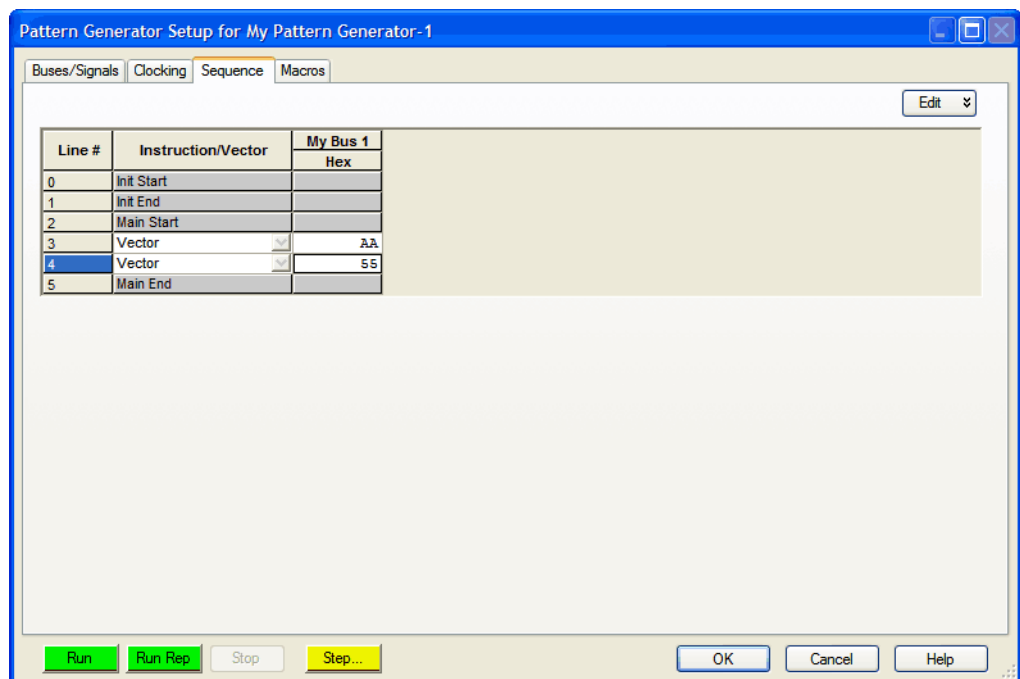 Pattern Generator Setup for My Pattern Generator-1
Buses/Signals Clocking Sequence Macros
Edit
Line # Instruction/Vector My Bus 1
Hex
0 Init Start
1 Init End
2 Main Start
3 Vector AA
4 Vector 55
5 Main End
Run Run Rep Stop Step... OK Cancel Help